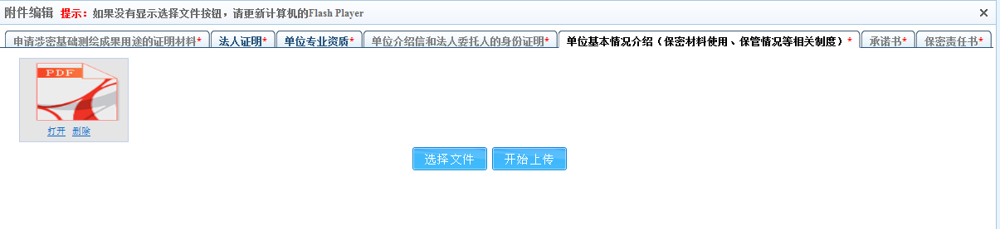 附件编辑 提示：如果没有显示选择文件按钮，请更新计算机的Flash Player
申请涉密基础测绘成果用途的证明材料* 法人证明* 单位专业资质* 单位介绍信和法人委托人的身份证明* 单位基本情况介绍（保密材料使用、保管情况等相关制度）* 承诺书* 保密责任书*
PDF
打开 删除
选择文件 开始上传